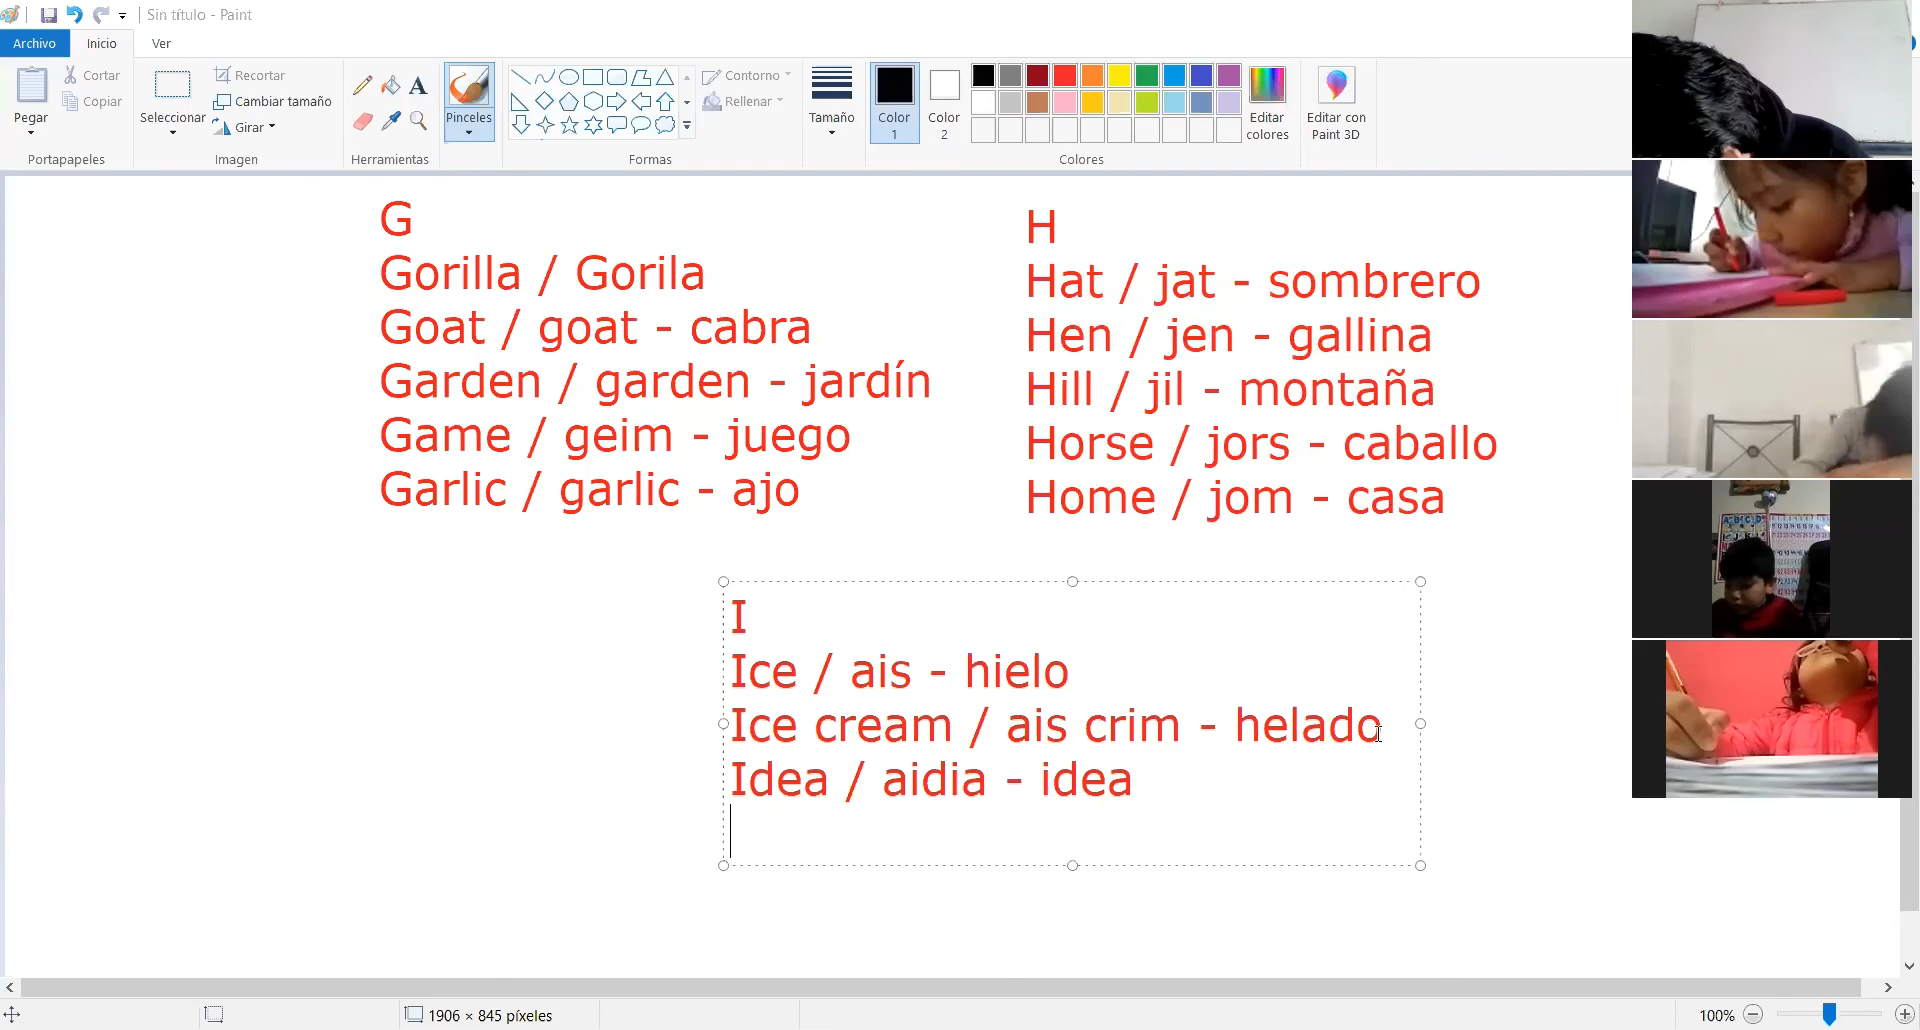 Sin título - Paint
Archivo
Inicio
Ver
Pegar
Cortar
Copiar
Portapapeles
Seleccionar
Recortar
Cambiar tamaño
Girar
Imagen
A
Herramientas
Pinceles
Contorno
Rellenar
Formas
Tamaño
Color 1
Color 2
Editar colores
Colores
Editar con Paint 3D
G
Gorilla / Gorila
Goat / goat - cabra
Garden / garden - jardín
Game / geim - juego
Garlic / garlic - ajo
H
Hat / jat - sombrero
Hen / jen - gallina
Hill / jil - montaña
Horse / jors - caballo
Home / jom - casa
I
Ice / ais - hielo
Ice cream / ais crim - helado
Idea / aidia - idea
1906 × 845 píxeles
100%